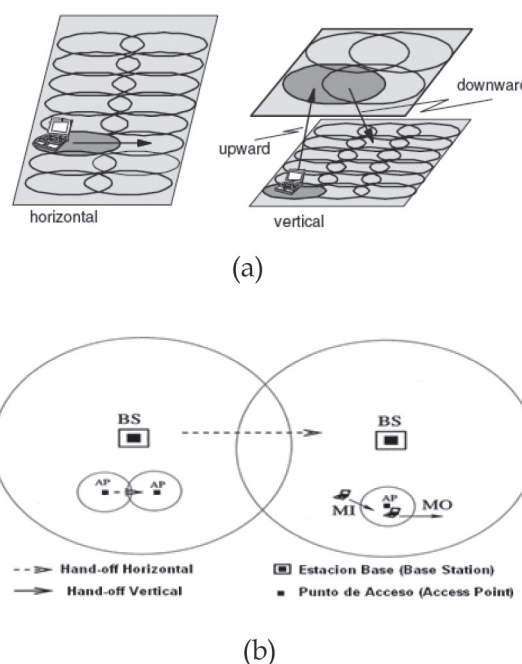 downward
upward
horizontal
vertical
(a)
BS
BS
AP
AP
AP
MI
MO
Hand-off Horizontal
Estacion Base (Base Station)
Hand-off Vertical
Punto de Acceso (Access Point)
(b)